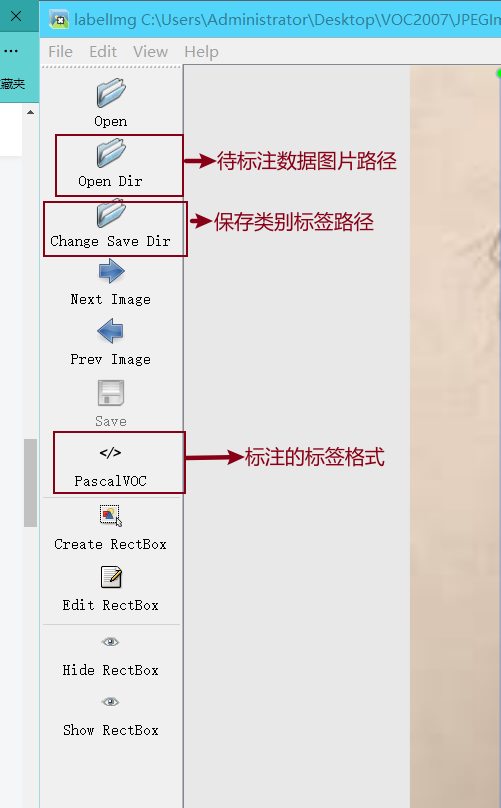 labelImg C:\Users\Administrator\Desktop\VOC2007\JPEGIm
File Edit View Help
藏夹
Open
Open Dir
待标注数据图片路径
Change Save Dir
保存类别标签路径
Next Image
Prev Image
Save
</>
PascalVOC
标注的标签格式
Create RectBox
Edit RectBox
Hide RectBox
Show RectBox